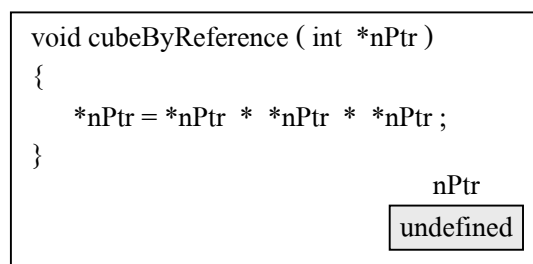 void cubeByReference ( int *nPtr )
{
*nPtr = *nPtr * *nPtr * *nPtr ;
}
nPtr
undefined